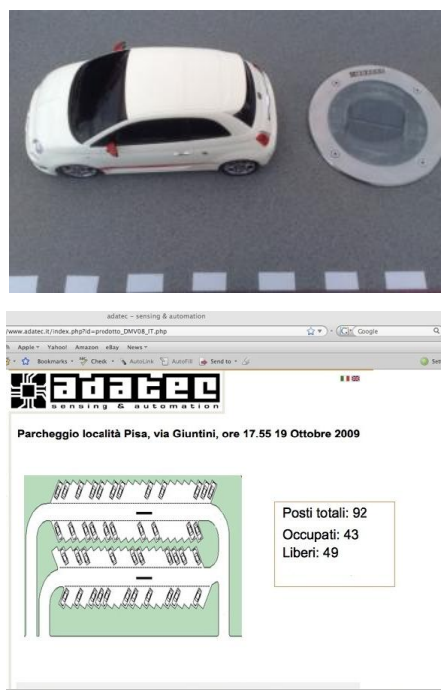 adatec - sensing & automation
www.adatec.it/index.php?id=prodotto_DMV08_IT.php
Google
Apple Yahoo! Amazon eBay News
Bookmarks Check AutoLink AutoFill Send to
adatec
sensing & automation
Parcheggio località Pisa, via Giuntini, ore 17.55 19 Ottobre 2009
Posti totali: 92
Occupati: 43
Liberi: 49